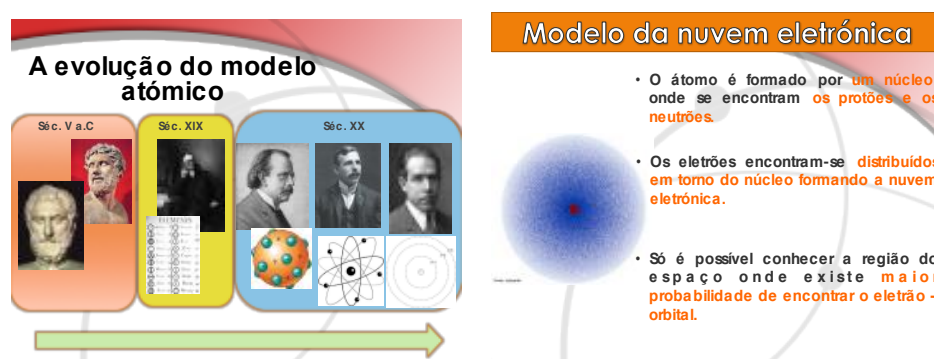 A evolução do modelo
atómico
Séc. V a.C
Séc. XIX
Séc. XX
ELEMENTS
Modelo da nuvem eletrónica
• O átomo é formado por um núcleo
onde se encontram os protões e os
neutrões.
• Os eletrões encontram-se distribuídos
em torno do núcleo formando a nuvem
eletrónica.
• Só é possível conhecer a região do
espaço onde existe maior
probabilidade de encontrar o eletrão -
orbital.